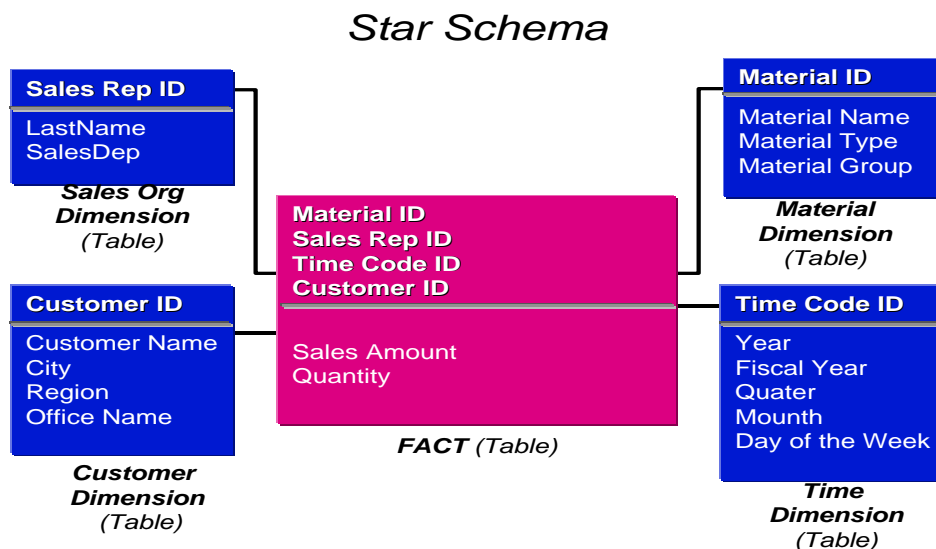 Star Schema
Sales Rep ID
LastName
SalesDep
Sales Org
Dimension
(Table)
Material ID
Material Name
Material Type
Material Group
Material
Dimension
(Table)
Material ID
Sales Rep ID
Time Code ID
Customer ID
Sales Amount
Quantity
FACT (Table)
Customer ID
Customer Name
City
Region
Office Name
Customer
Dimension
(Table)
Time Code ID
Year
Fiscal Year
Quater
Mounth
Day of the Week
Time
Dimension
(Table)